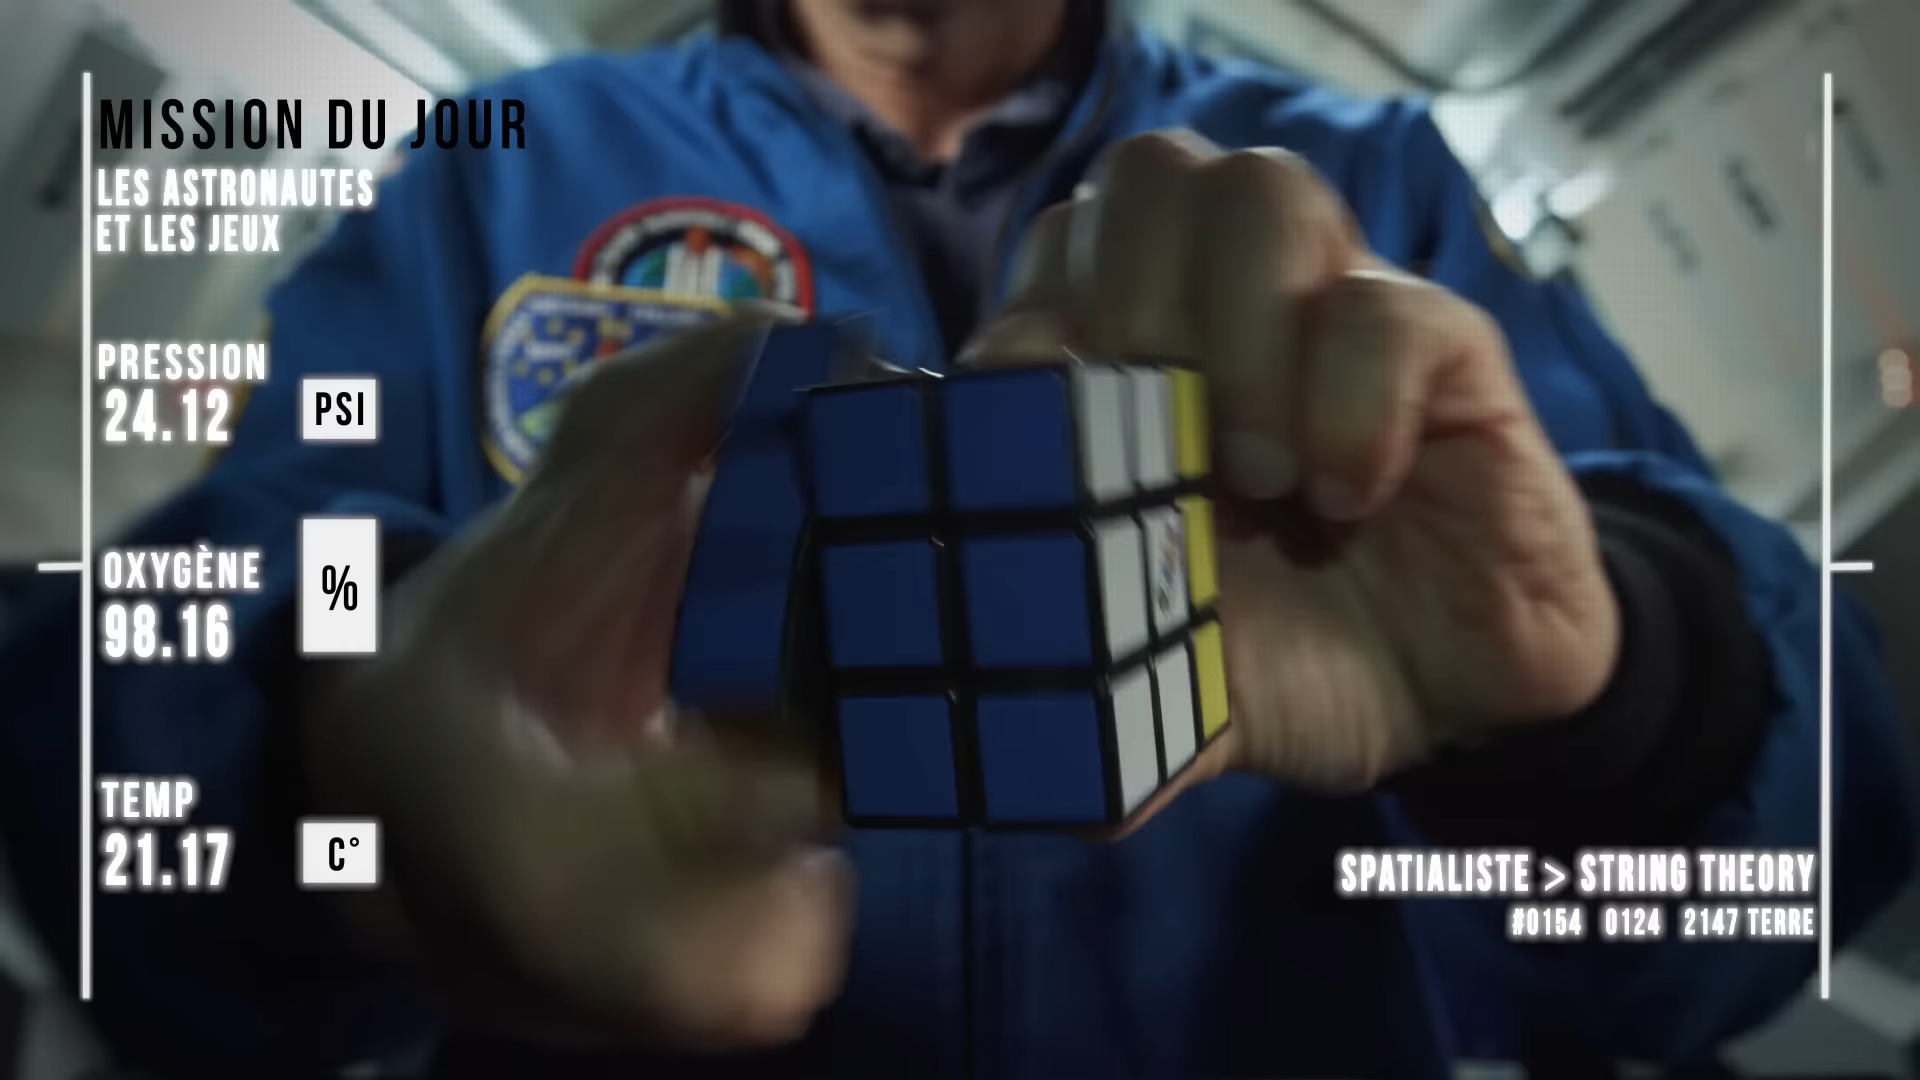 MISSION DU JOUR
LES ASTRONAUTES
ET LES JEUX
PRESSION
24.12 PSI
OXYGÈNE
98.16 %
TEMP
21.17 C°
SPATIALISTE > STRING THEORY
#0154 0124 2147 TERRE